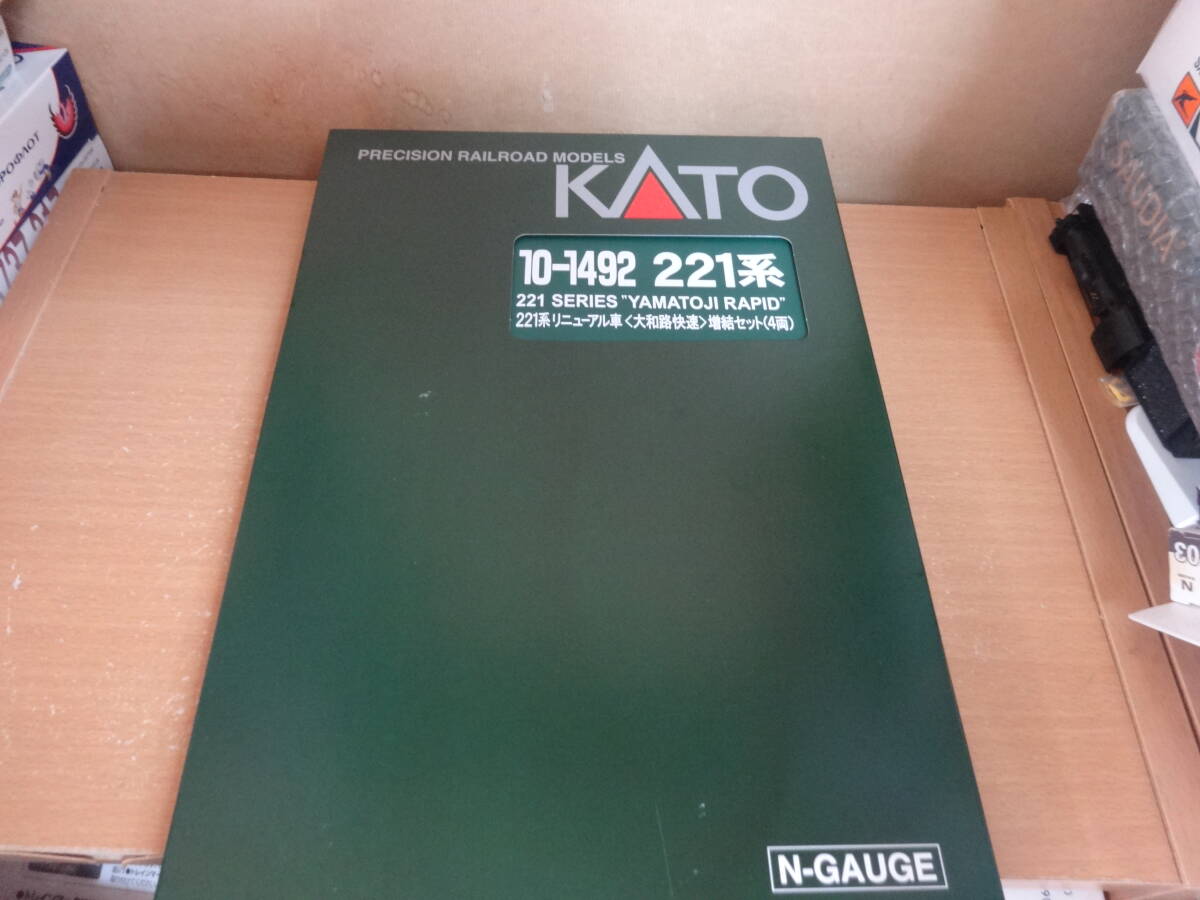 PRECISION RAILROAD MODELS
KATO
10-1492 221系
221 SERIES "YAMATOJI RAPID"
221系リニューアル車<大和路快速>増結セット(4両)
N-GAUGE
SAUDIA
03
N